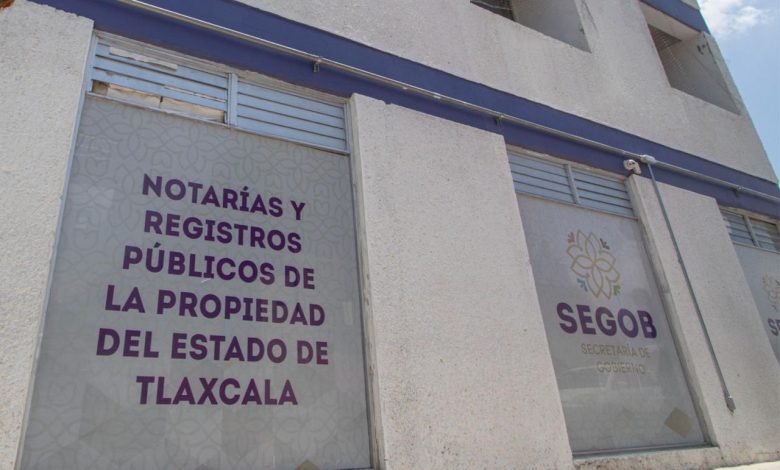 NOTARÍAS Y
REGISTROS
PÚBLICOS DE
LA PROPIEDAD
DEL ESTADO DE
TLAXCALA
SEGOB
SECRETARÍA DE
GOBIERNO